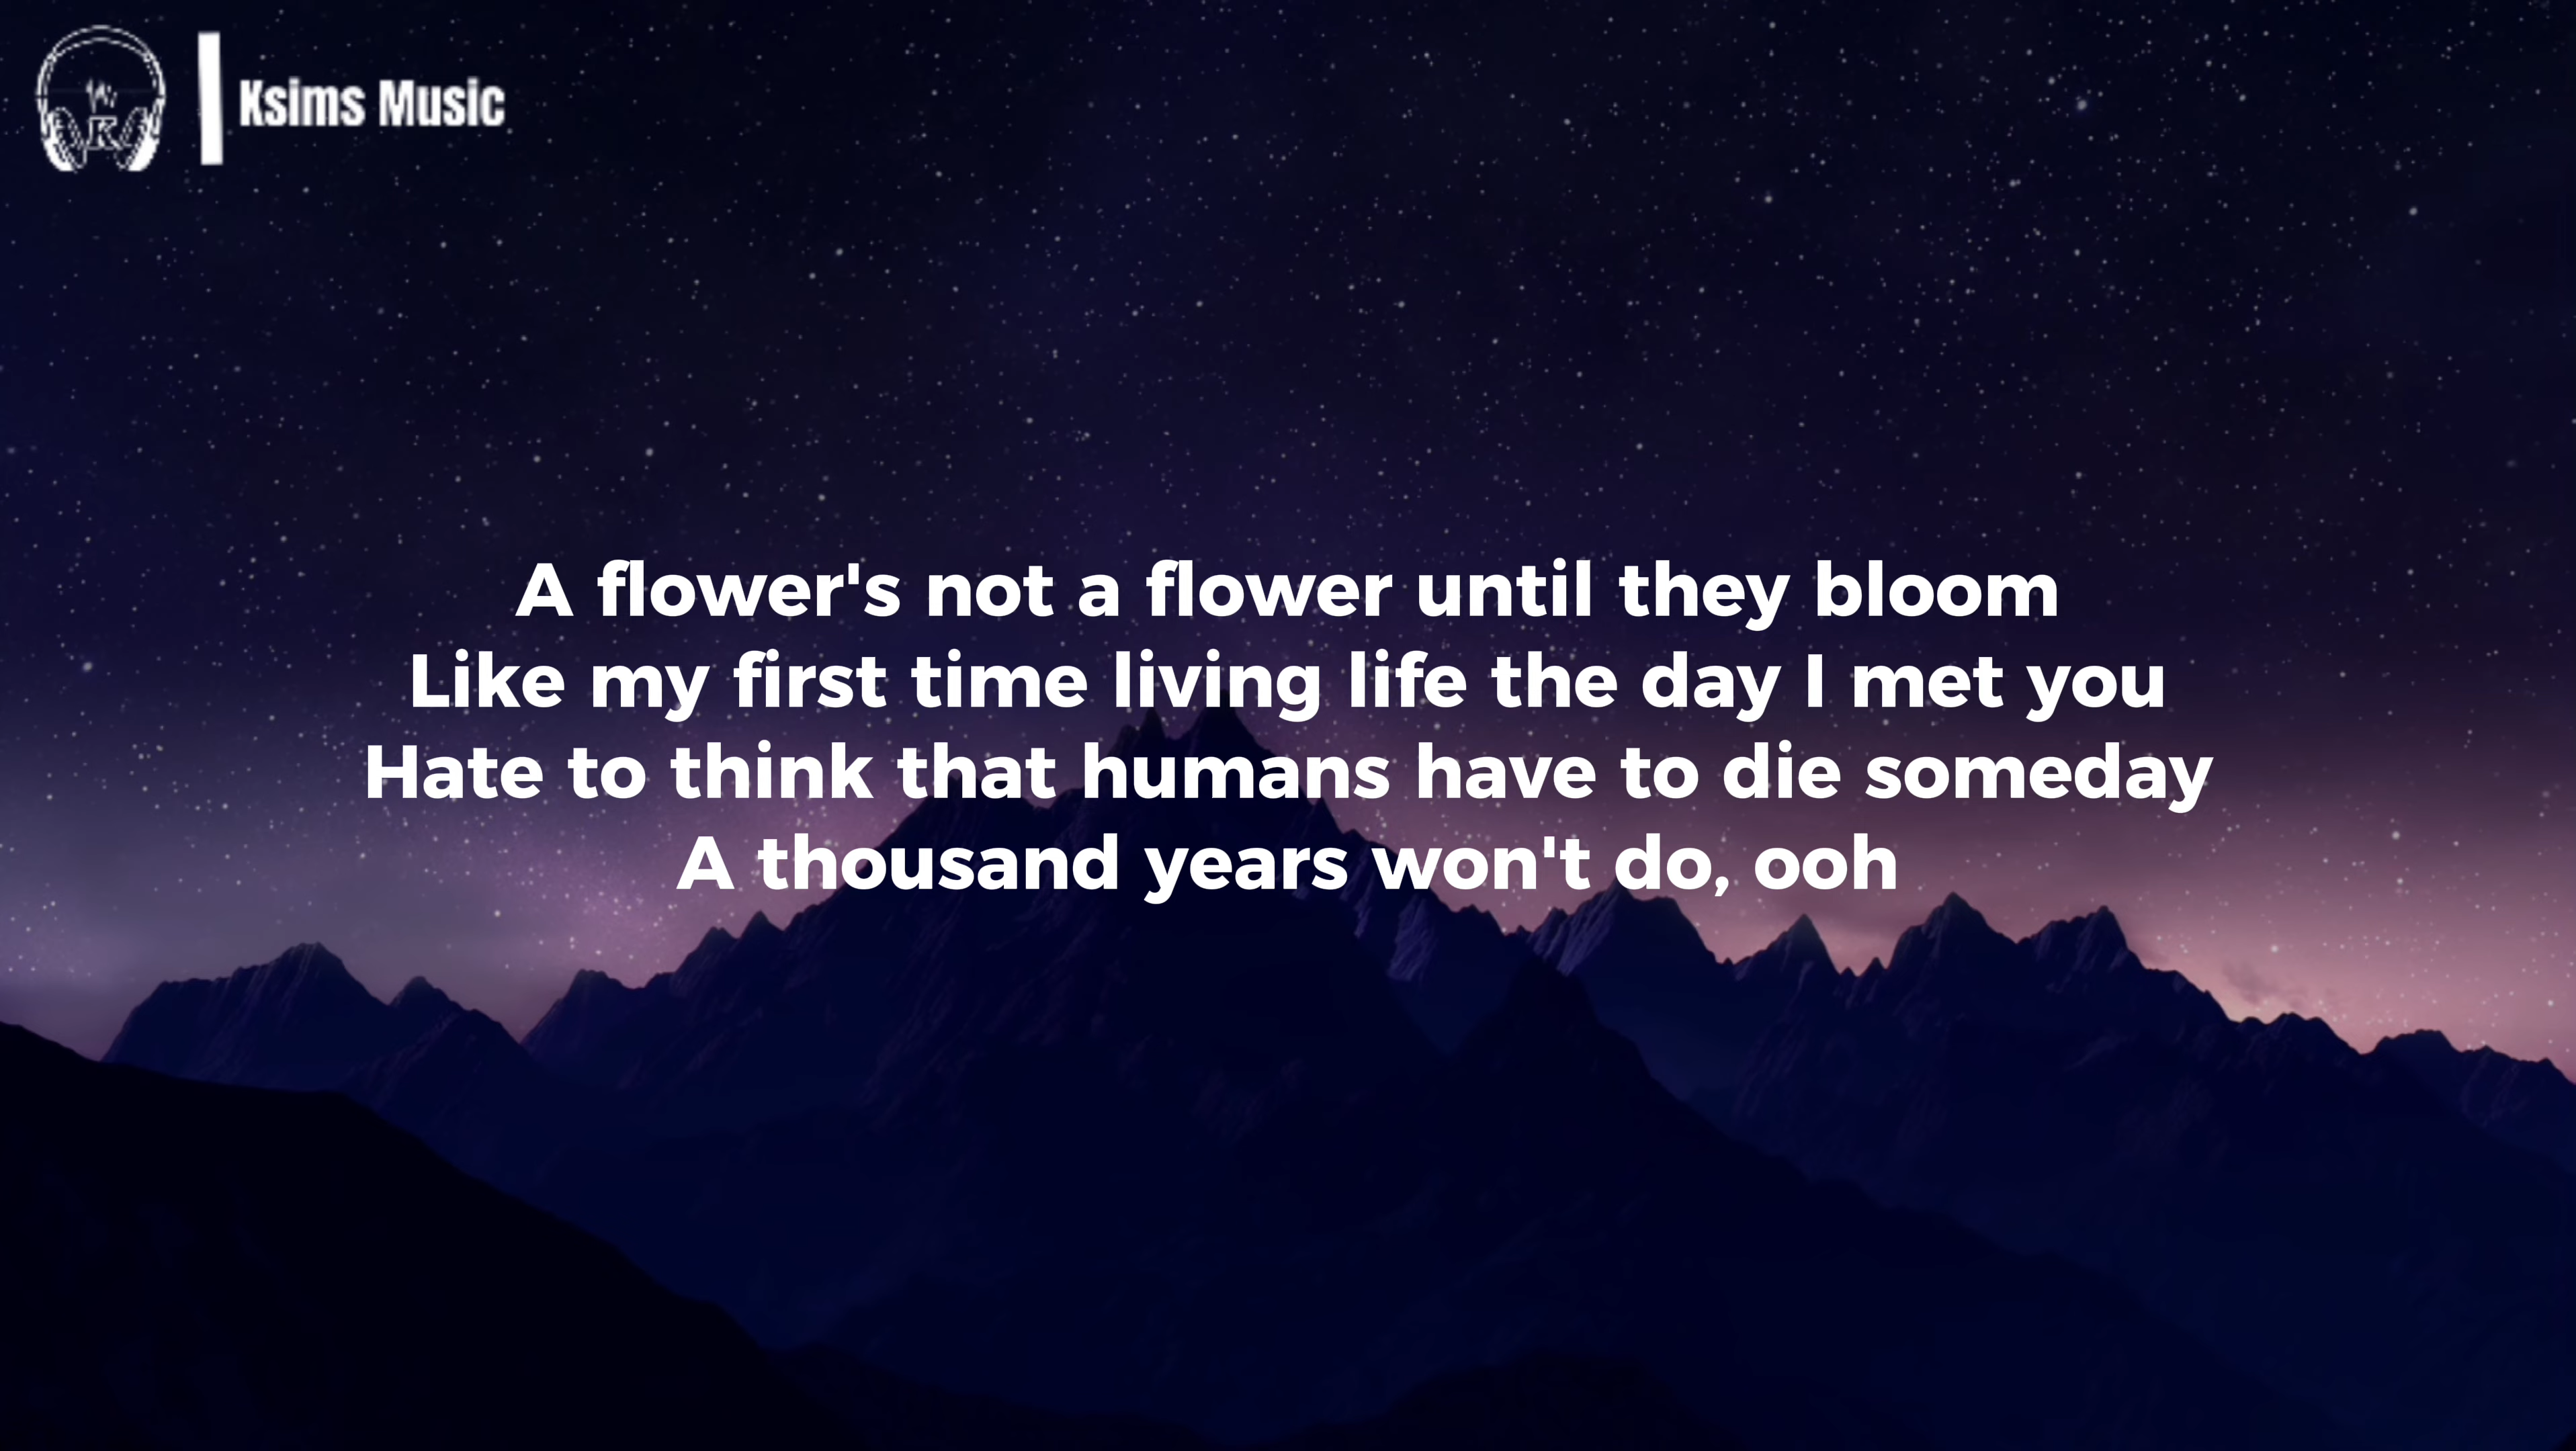 Ksims Music
A flower's not a flower until they bloom
Like my first time living life the day I met you
Hate to think that humans have to die someday
A thousand years won't do, ooh